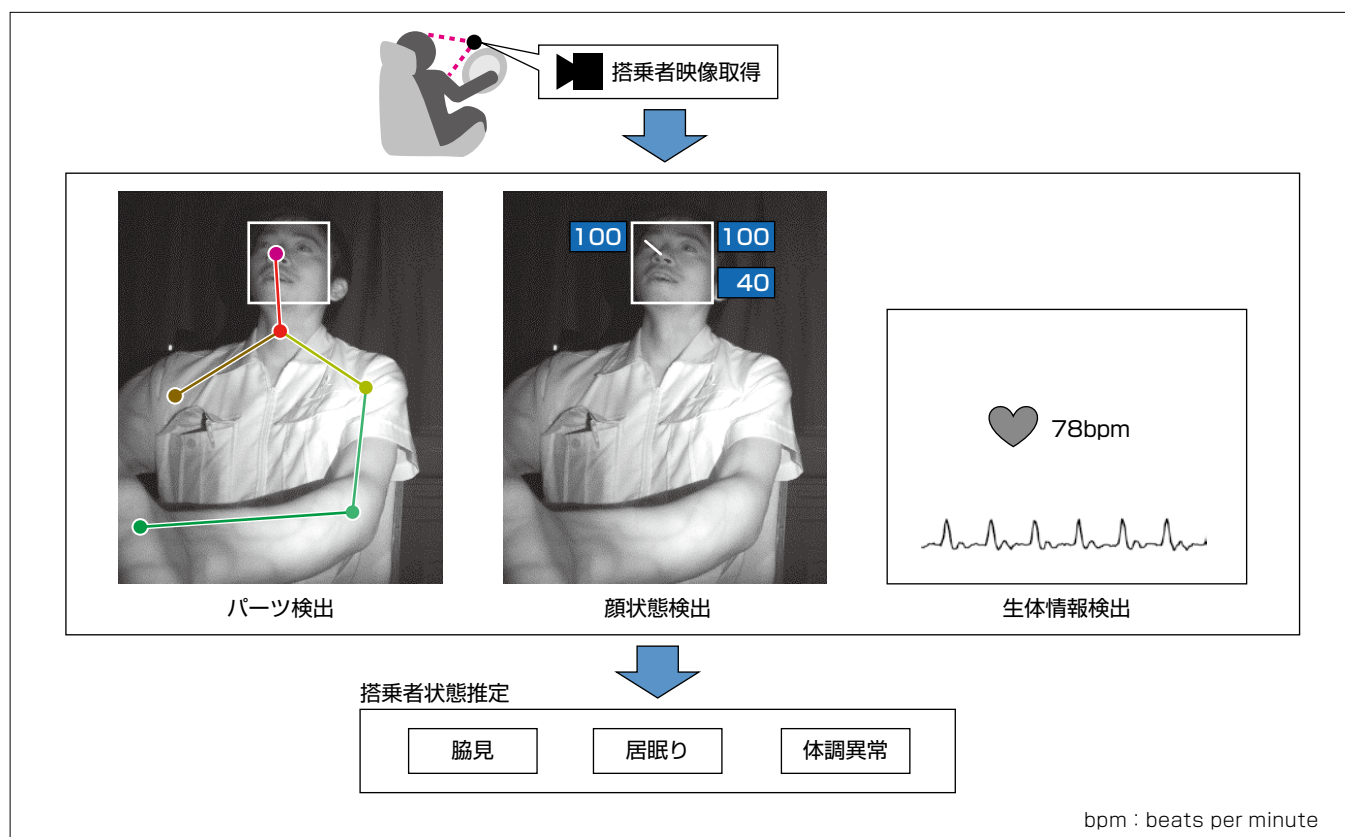 搭乗者映像取得
100
100
40
78bpm
パーツ検出
顔状態検出
生体情報検出
搭乗者状態推定
脇見
居眠り
体調異常
bpm：beats per minute